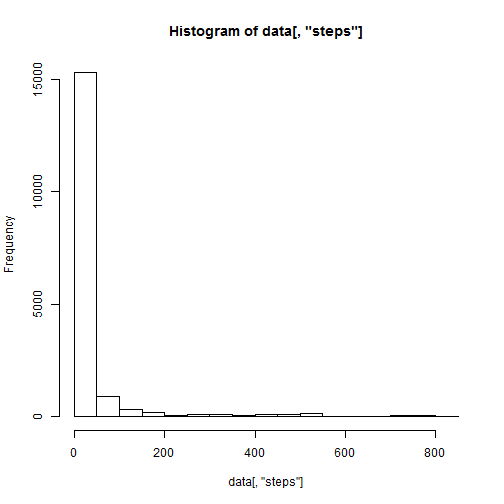 Histogram of data[, "steps"]
Frequency
15000
10000
5000
0
0 200 400 600 800
data[, "steps"]